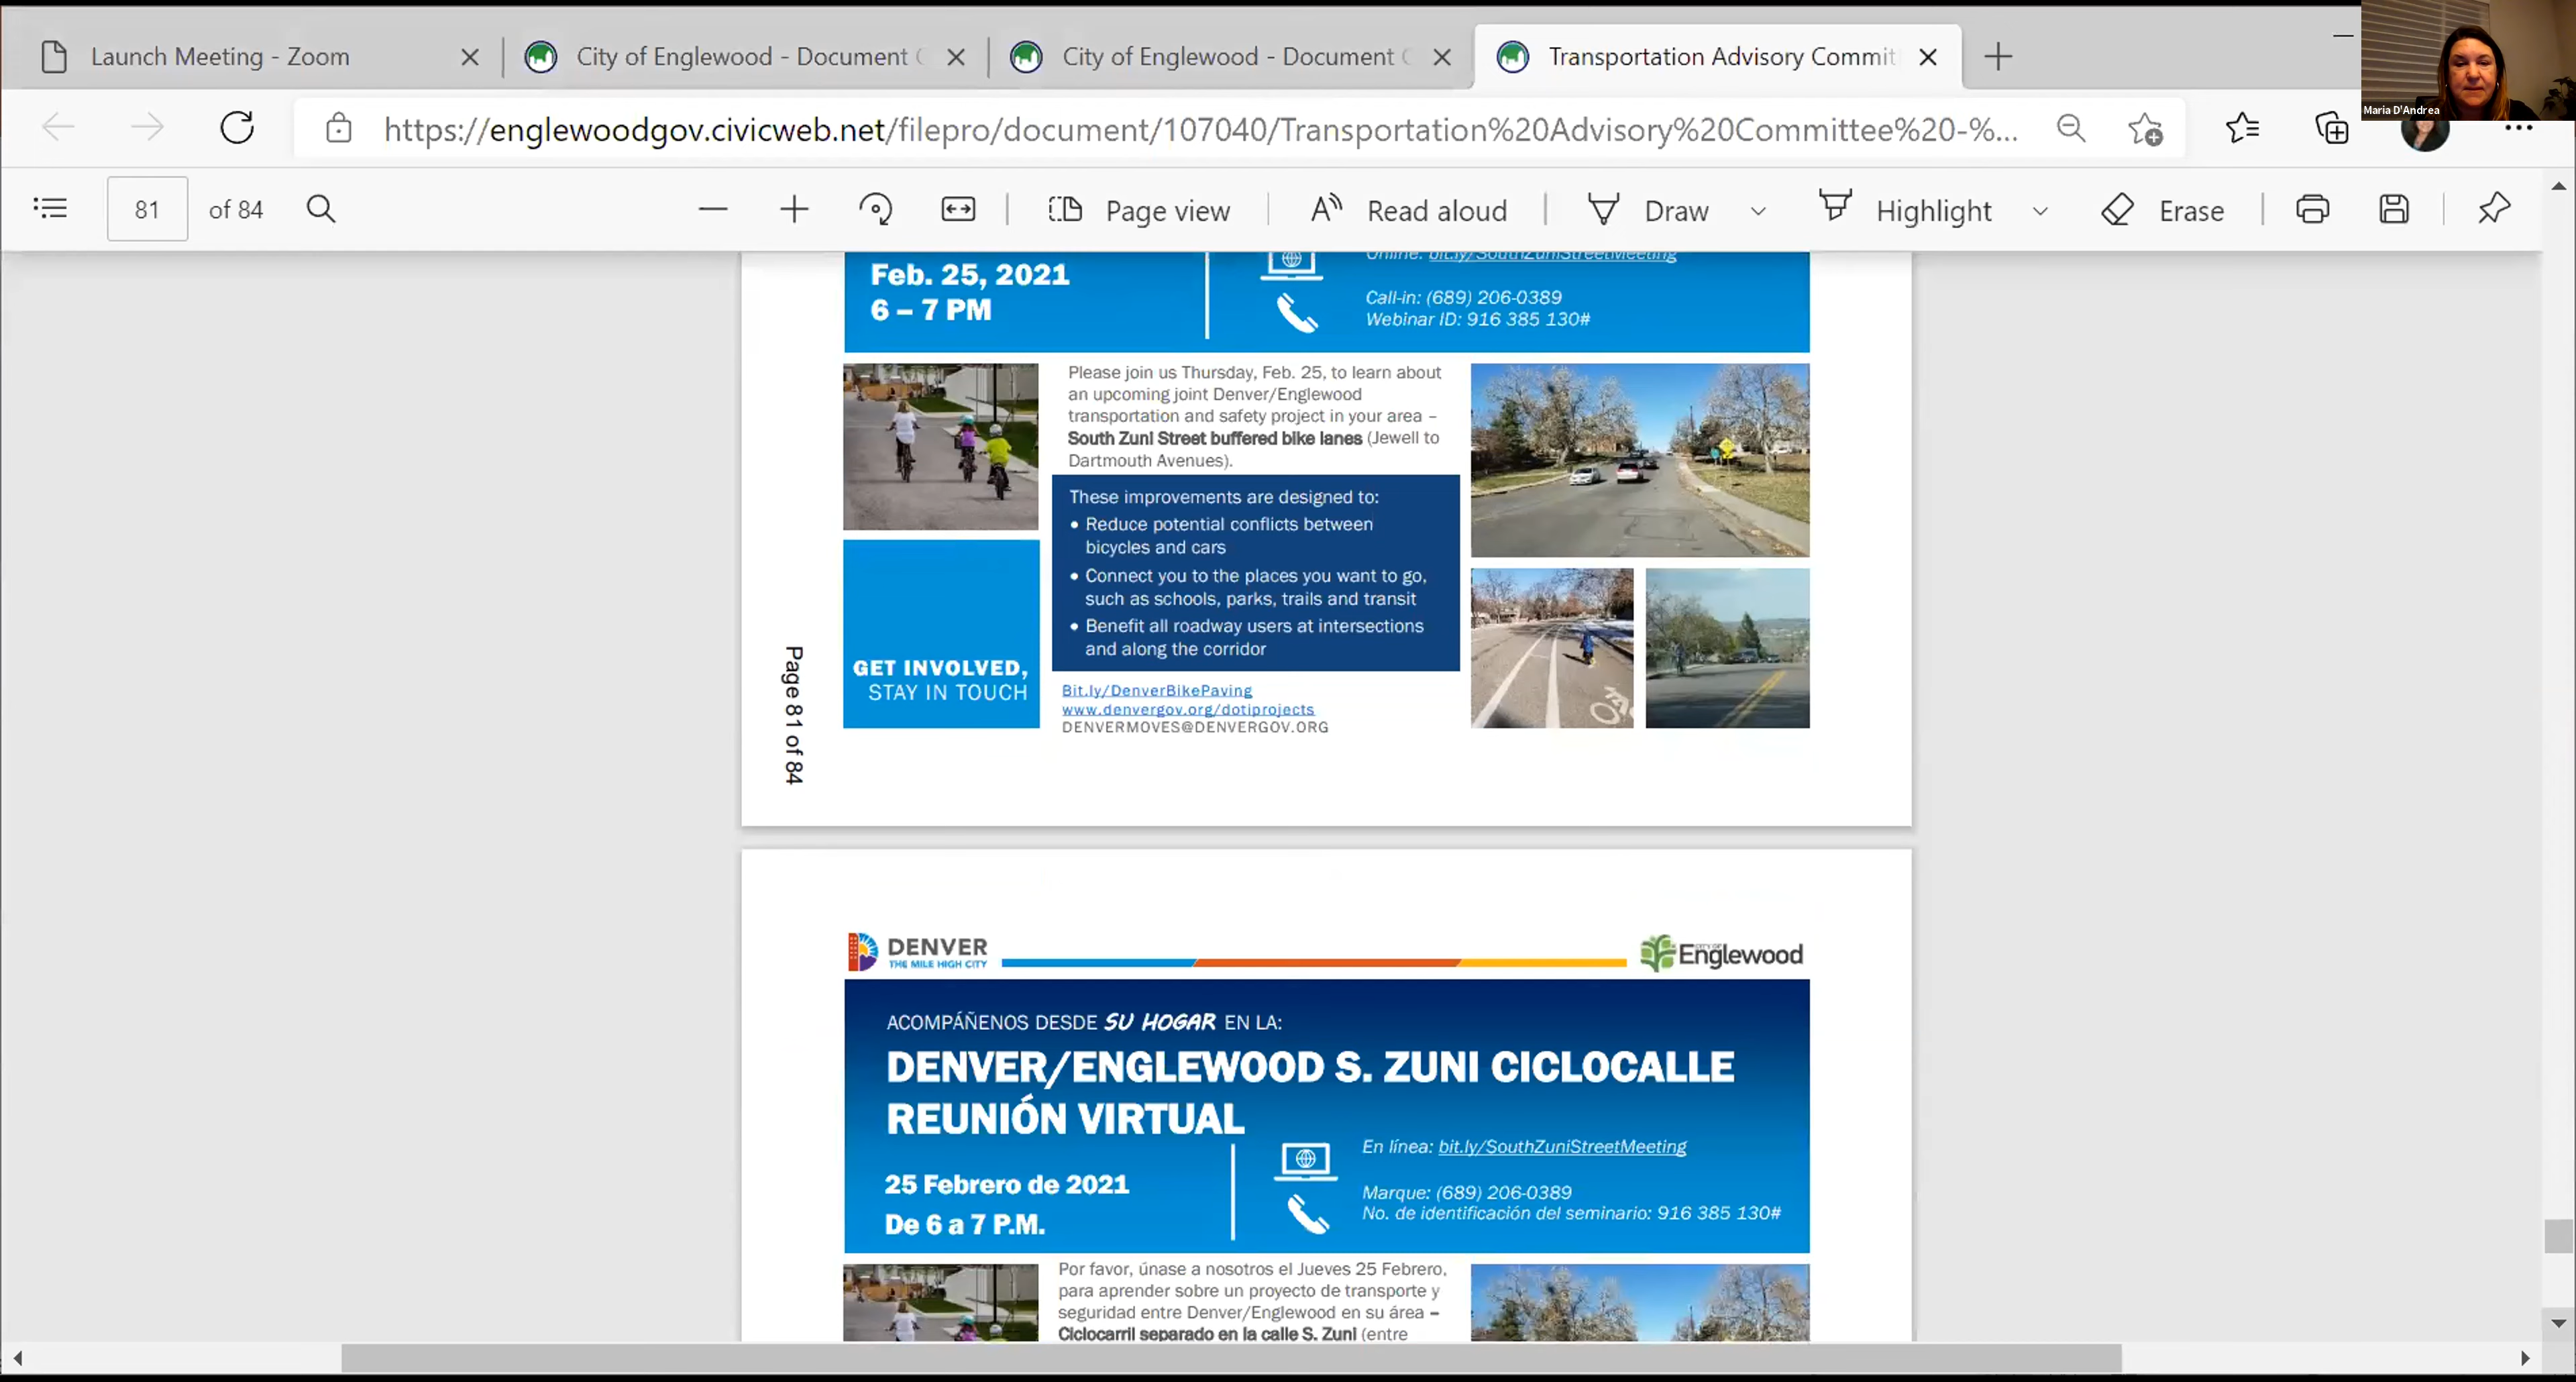 Launch Meeting - Zoom
City of Englewood - Document
City of Englewood - Document
Transportation Advisory Commit
Maria D'Andrea
https://englewoodgov.civicweb.net/filepro/document/107040/Transportation%20Advisory%20Committee%20-%...
81 of 84
Page view
Read aloud
Draw
Highlight
Erase
Online: bit.ly/SouthZuniStreetMeeting
Feb. 25, 2021
6 – 7 PM
Call-in: (689) 206-0389
Webinar ID: 916 385 130#
Please join us Thursday, Feb. 25, to learn about
an upcoming joint Denver/Englewood
transportation and safety project in your area –
South Zuni Street buffered bike lanes (Jewell to
Dartmouth Avenues).
These improvements are designed to:
• Reduce potential conflicts between
bicycles and cars
• Connect you to the places you want to go,
such as schools, parks, trails and transit
• Benefit all roadway users at intersections
and along the corridor
GET INVOLVED,
STAY IN TOUCH
Bit.ly/DenverBikePaving
www.denvergov.org/dotiprojects
DENVERMOVES@DENVERGOV.ORG
Page 81 of 84
DENVER
THE MILE HIGH CITY
CITY OF
Englewood
ACOMPÁÑENOS DESDE SU HOGAR EN LA:
DENVER/ENGLEWOOD S. ZUNI CICLOCALLE
REUNIÓN VIRTUAL
25 Febrero de 2021
De 6 a 7 P.M.
En línea: bit.ly/SouthZuniStreetMeeting
Marque: (689) 206-0389
No. de identificación del seminario: 916 385 130#
Por favor, únase a nosotros el Jueves 25 Febrero,
para aprender sobre un proyecto de transporte y
seguridad entre Denver/Englewood en su área –
Ciclocarril separado en la calle S. Zuni (entre